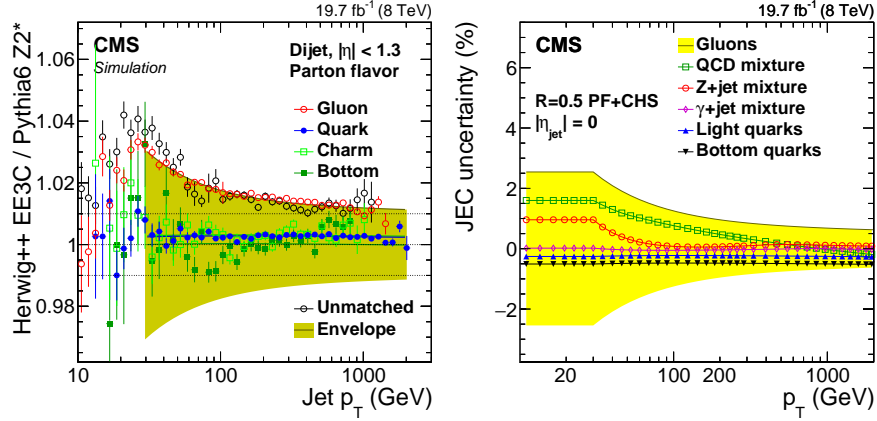 19.7 fb-1 (8 TeV)
CMS
Simulation
Dijet, |η| < 1.3
Parton flavor
Gluon
Quark
Charm
Bottom
Unmatched
Envelope
Herwig++ EE3C / Pythia6 Z2*
1.06
1.04
1.02
1
0.98
10
20
100
200
1000
Jet pT (GeV)
19.7 fb-1 (8 TeV)
CMS
R=0.5 PF+CHS
|ηjet| = 0
Gluons
QCD mixture
Z+jet mixture
γ+jet mixture
Light quarks
Bottom quarks
JEC uncertainty (%)
6
4
2
0
−2
20
100
200
1000
pT (GeV)